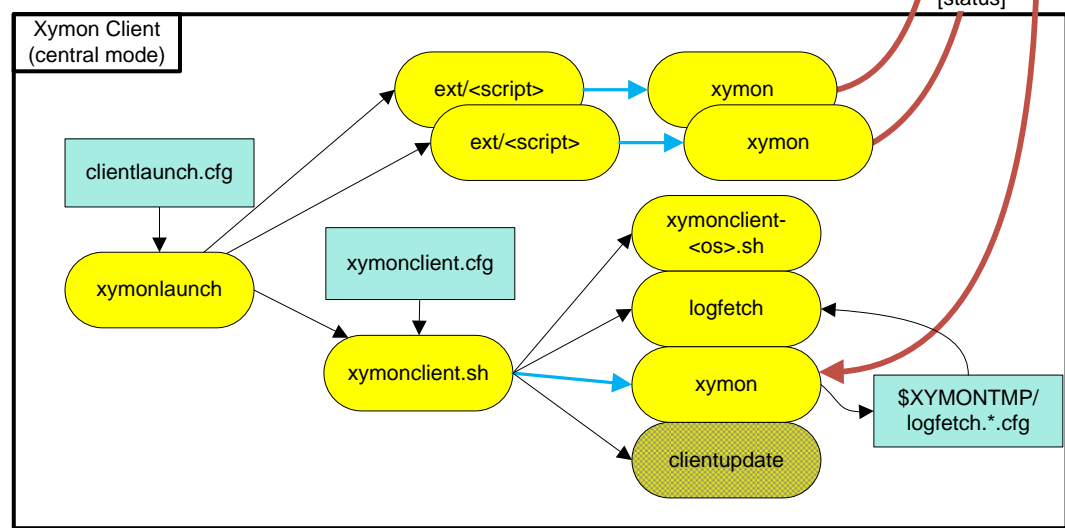 [status]
Xymon Client
(central mode)
ext/<script>
xymon
ext/<script>
xymon
clientlaunch.cfg
xymonclient-
<os>.sh
xymonclient.cfg
xymonlaunch
logfetch
xymonclient.sh
xymon
$XYMONTMP/
logfetch.*.cfg
clientupdate